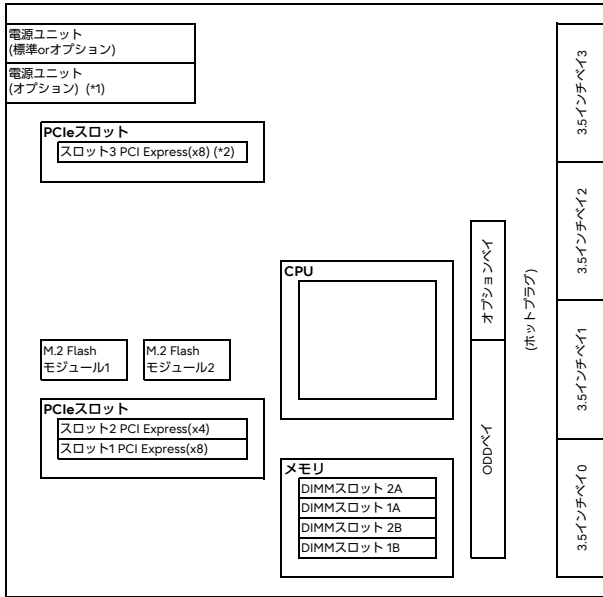 電源ユニット
(標準orオプション)
電源ユニット
(オプション) (*1)
PCIeスロット
スロット3 PCI Express(x8) (*2)
CPU
M.2 Flash
モジュール1
M.2 Flash
モジュール2
PCIeスロット
スロット2 PCI Express(x4)
スロット1 PCI Express(x8)
メモリ
DIMMスロット 2A
DIMMスロット 1A
DIMMスロット 2B
DIMMスロット 1B
オプションベイ
ODDベイ
(ホットプラグ)
3.5インチベイ3
3.5インチベイ2
3.5インチベイ1
3.5インチベイ0